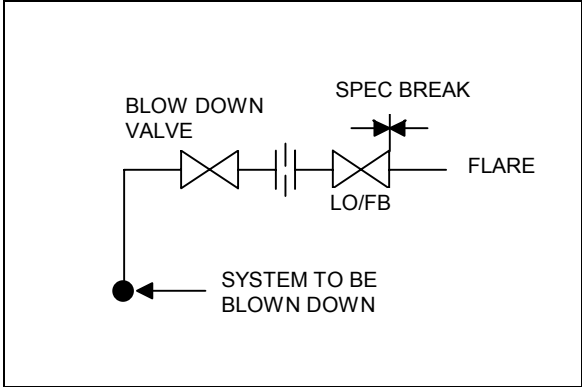 SPEC BREAK
BLOW DOWN
VALVE
FLARE
LO/FB
SYSTEM TO BE
BLOWN DOWN